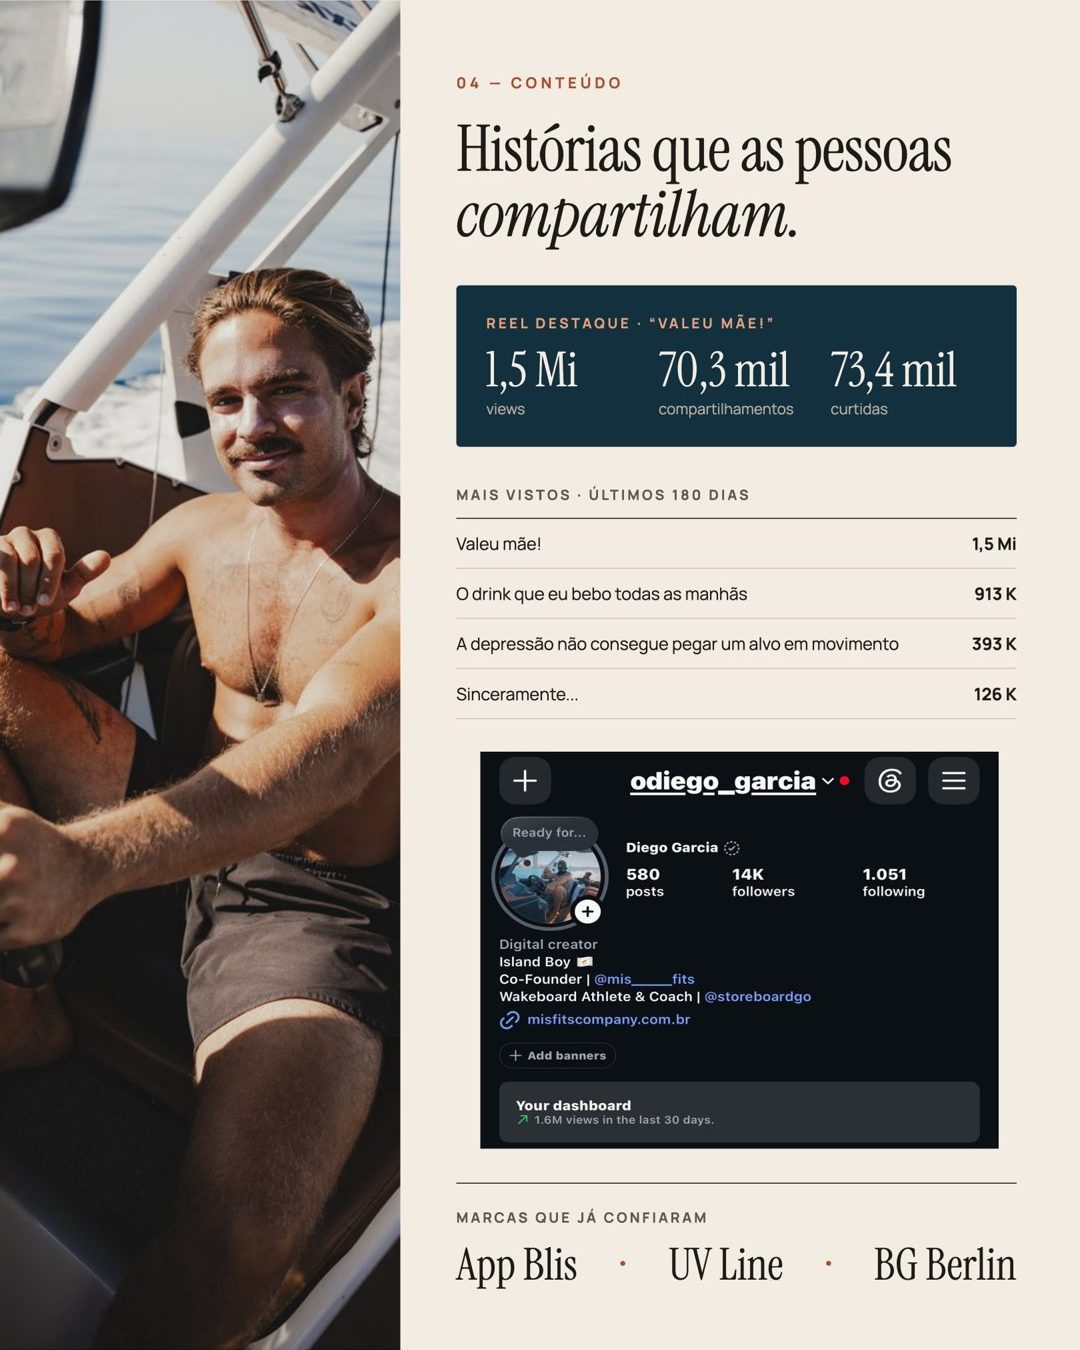 04 — CONTEÚDO
Histórias que as pessoas
compartilham.
REEL DESTAQUE · “VALEU MÃE!”
1,5 Mi 70,3 mil 73,4 mil
views compartilhamentos curtidas
MAIS VISTOS · ÚLTIMOS 180 DIAS
Valeu mãe! 1,5 Mi
O drink que eu bebo todas as manhãs 913 K
A depressão não consegue pegar um alvo em movimento 393 K
Sinceramente... 126 K
odiego_garcia
Ready for...
Diego Garcia
580 14K 1.051
posts followers following
Digital creator
Island Boy
Co-Founder | @mis_____fits
Wakeboard Athlete & Coach | @storeboardgo
misfitscompany.com.br
+ Add banners
Your dashboard
1.6M views in the last 30 days.
MARCAS QUE JÁ CONFIARAM
App Blis · UV Line · BG Berlin